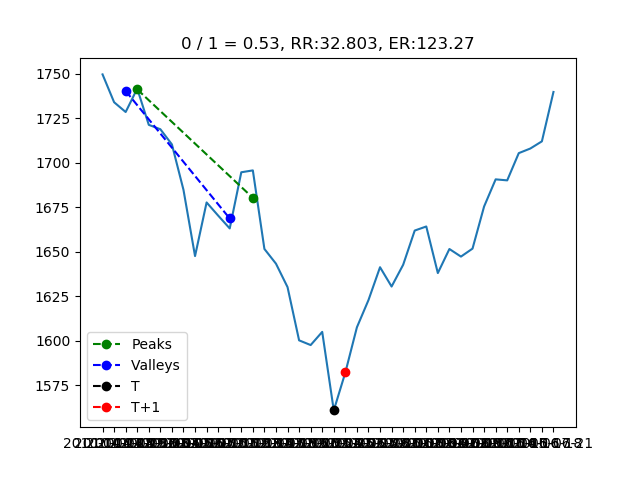 0 / 1 = 0.53, RR:32.803, ER:123.27
1750
1725
1700
1675
1650
1625
1600
1575
Peaks
Valleys
T
T+1